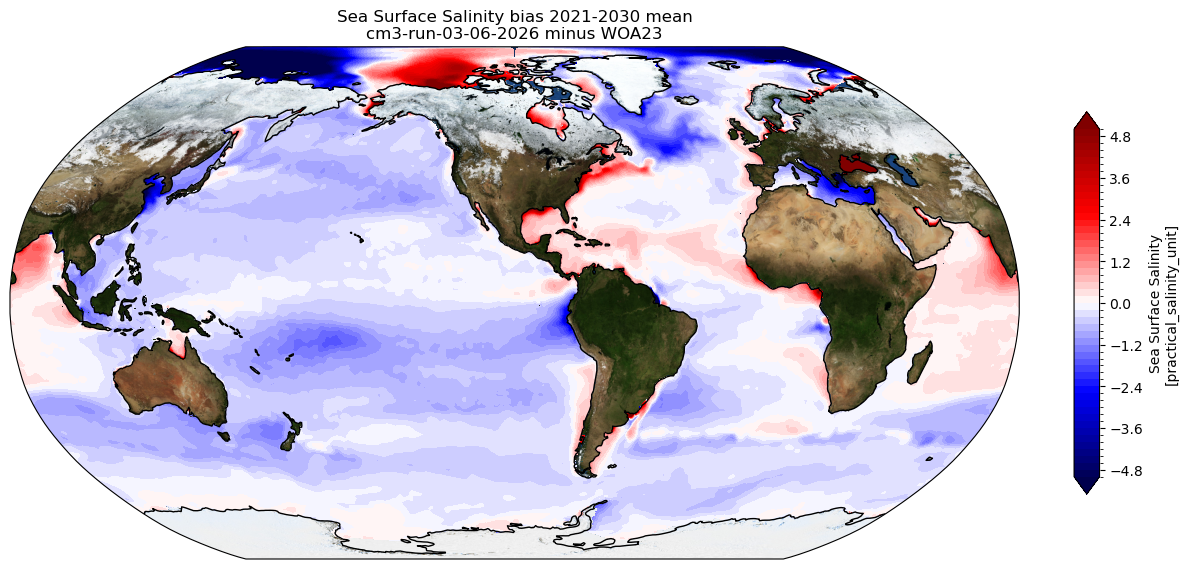 Sea Surface Salinity bias 2021-2030 mean
cm3-run-03-06-2026 minus WOA23
4.8
3.6
2.4
1.2
0.0
−1.2
−2.4
−3.6
−4.8
Sea Surface Salinity
[practical_salinity_unit]